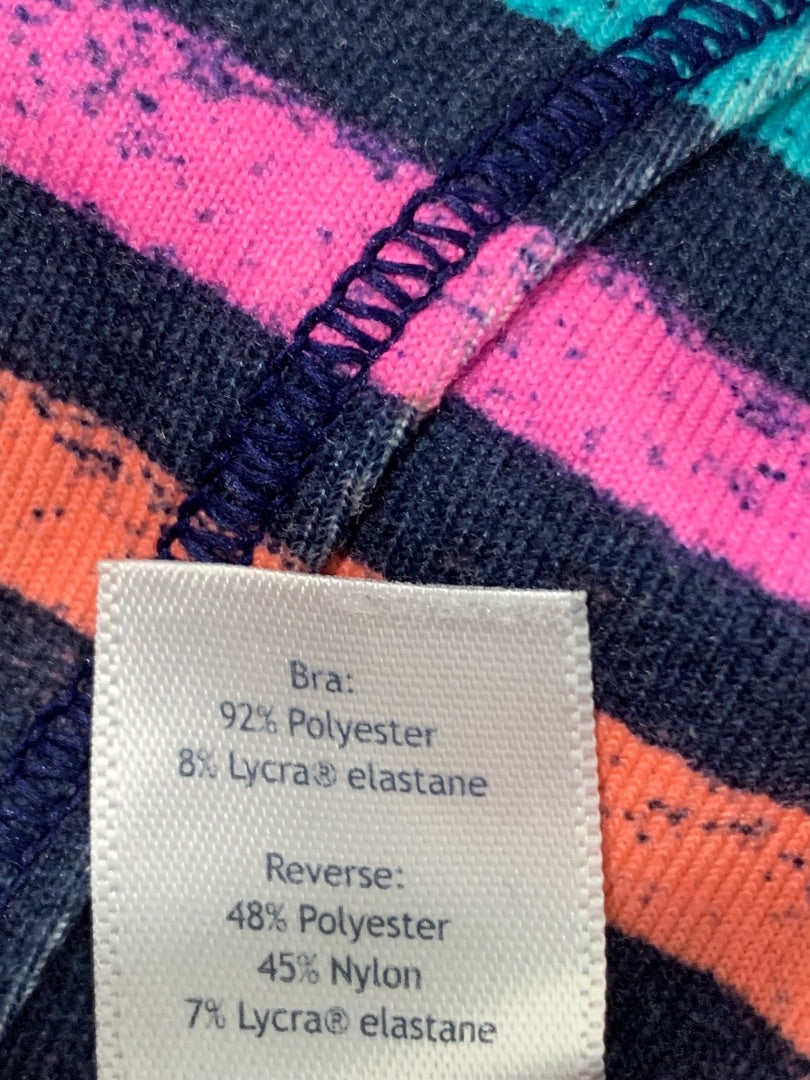 Bra:
92% Polyester
8% Lycra® elastane
Reverse:
48% Polyester
45% Nylon
7% Lycra® elastane